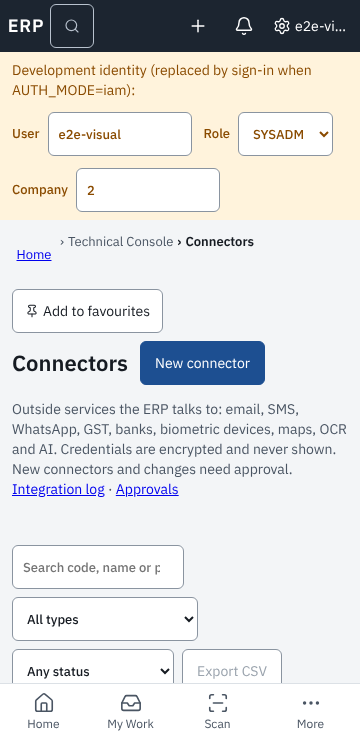 ERP
e2e-vi...
Development identity (replaced by sign-in when
AUTH_MODE=iam):
User e2e-visual Role SYSADM
Company 2
Home › Technical Console › Connectors
Add to favourites
Connectors New connector
Outside services the ERP talks to: email, SMS,
WhatsApp, GST, banks, biometric devices, maps, OCR
and AI. Credentials are encrypted and never shown.
New connectors and changes need approval.
Integration log · Approvals
Search code, name or p
All types
Any status Export CSV
Home My Work Scan More